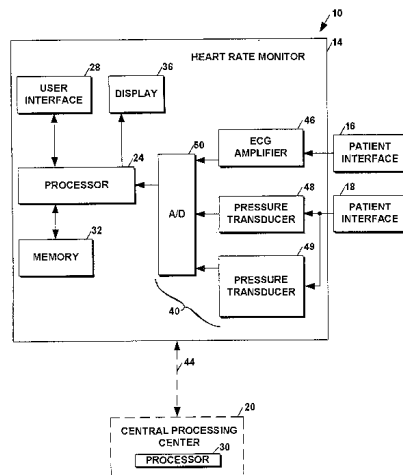 10
14
HEART RATE MONITOR
28
USER
INTERFACE
36
DISPLAY
46
ECG
AMPLIFIER
16
PATIENT
INTERFACE
24
PROCESSOR
50
A/D
48
PRESSURE
TRANSDUCER
18
PATIENT
INTERFACE
32
MEMORY
49
PRESSURE
TRANSDUCER
40
44
20
CENTRAL PROCESSING
CENTER
30
PROCESSOR